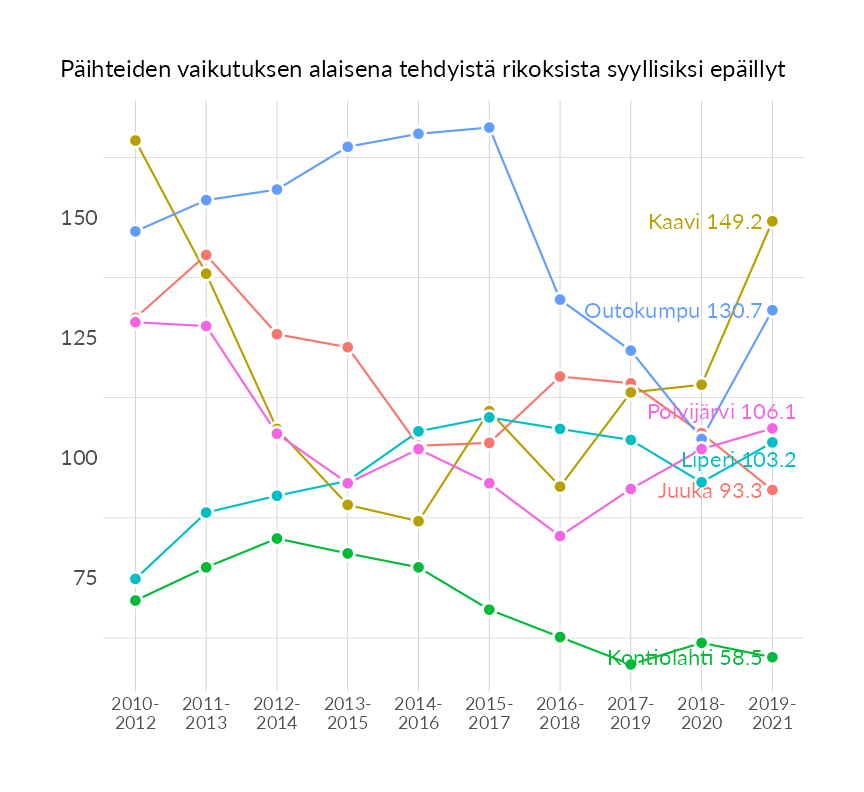 Päihteiden vaikutuksen alaisena tehdyistä rikoksista syyllisiksi epäillyt
150
125
100
75
Kaavi 149.2
Outokumpu 130.7
Polvijärvi 106.1
Liperi 103.2
Juuka 93.3
Kontiolahti 58.5
2010- 2011- 2012- 2013- 2014- 2015- 2016- 2017- 2018- 2019-
2012 2013 2014 2015 2016 2017 2018 2019 2020 2021